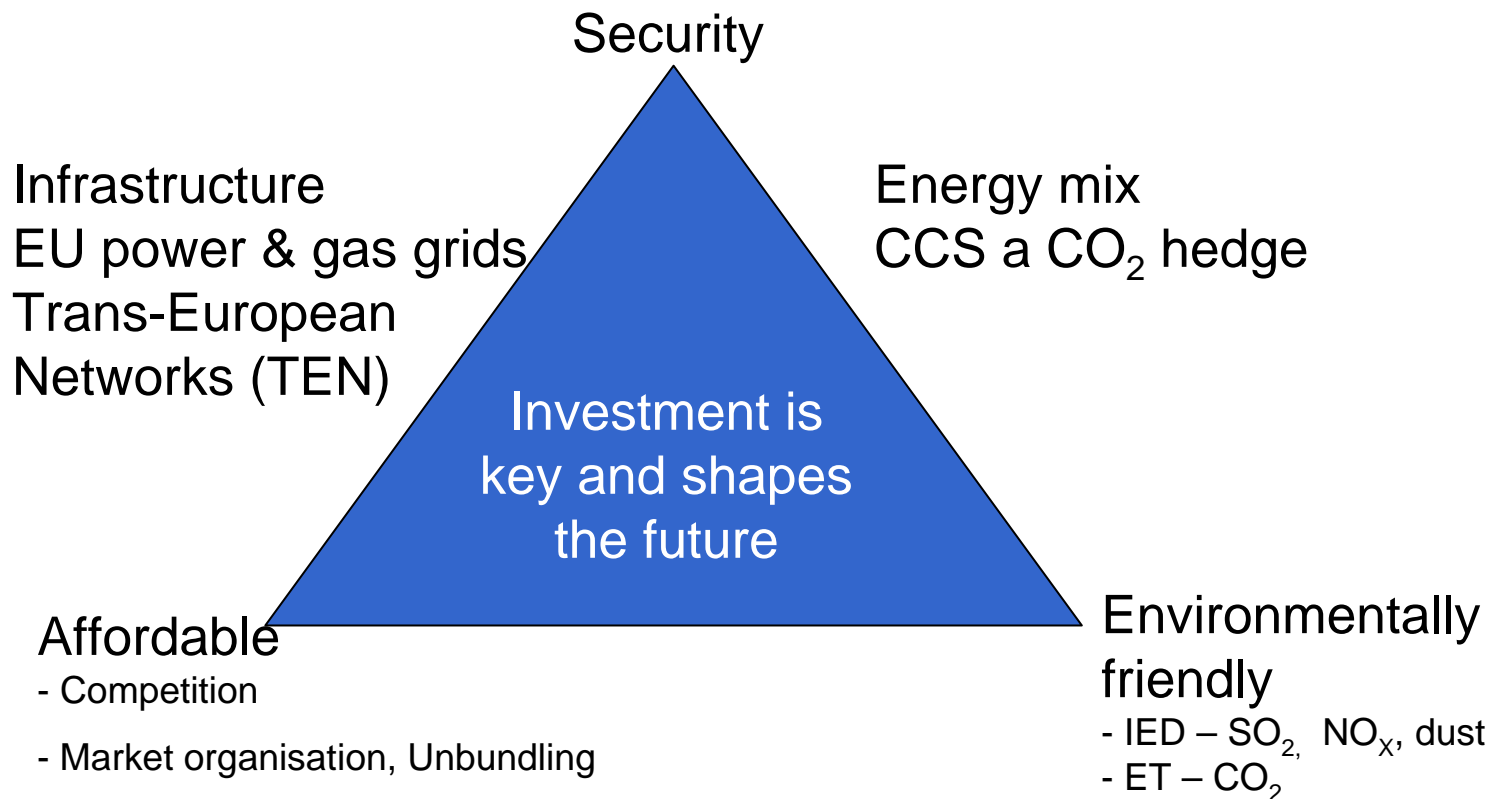 Security
Infrastructure
EU power & gas grids
Trans-European
Networks (TEN)
Energy mix
CCS a CO₂ hedge
Investment is
key and shapes
the future
Affordable
- Competition
- Market organisation, Unbundling
Environmentally
friendly
- IED – SO₂, NOₓ, dust
- ET – CO₂